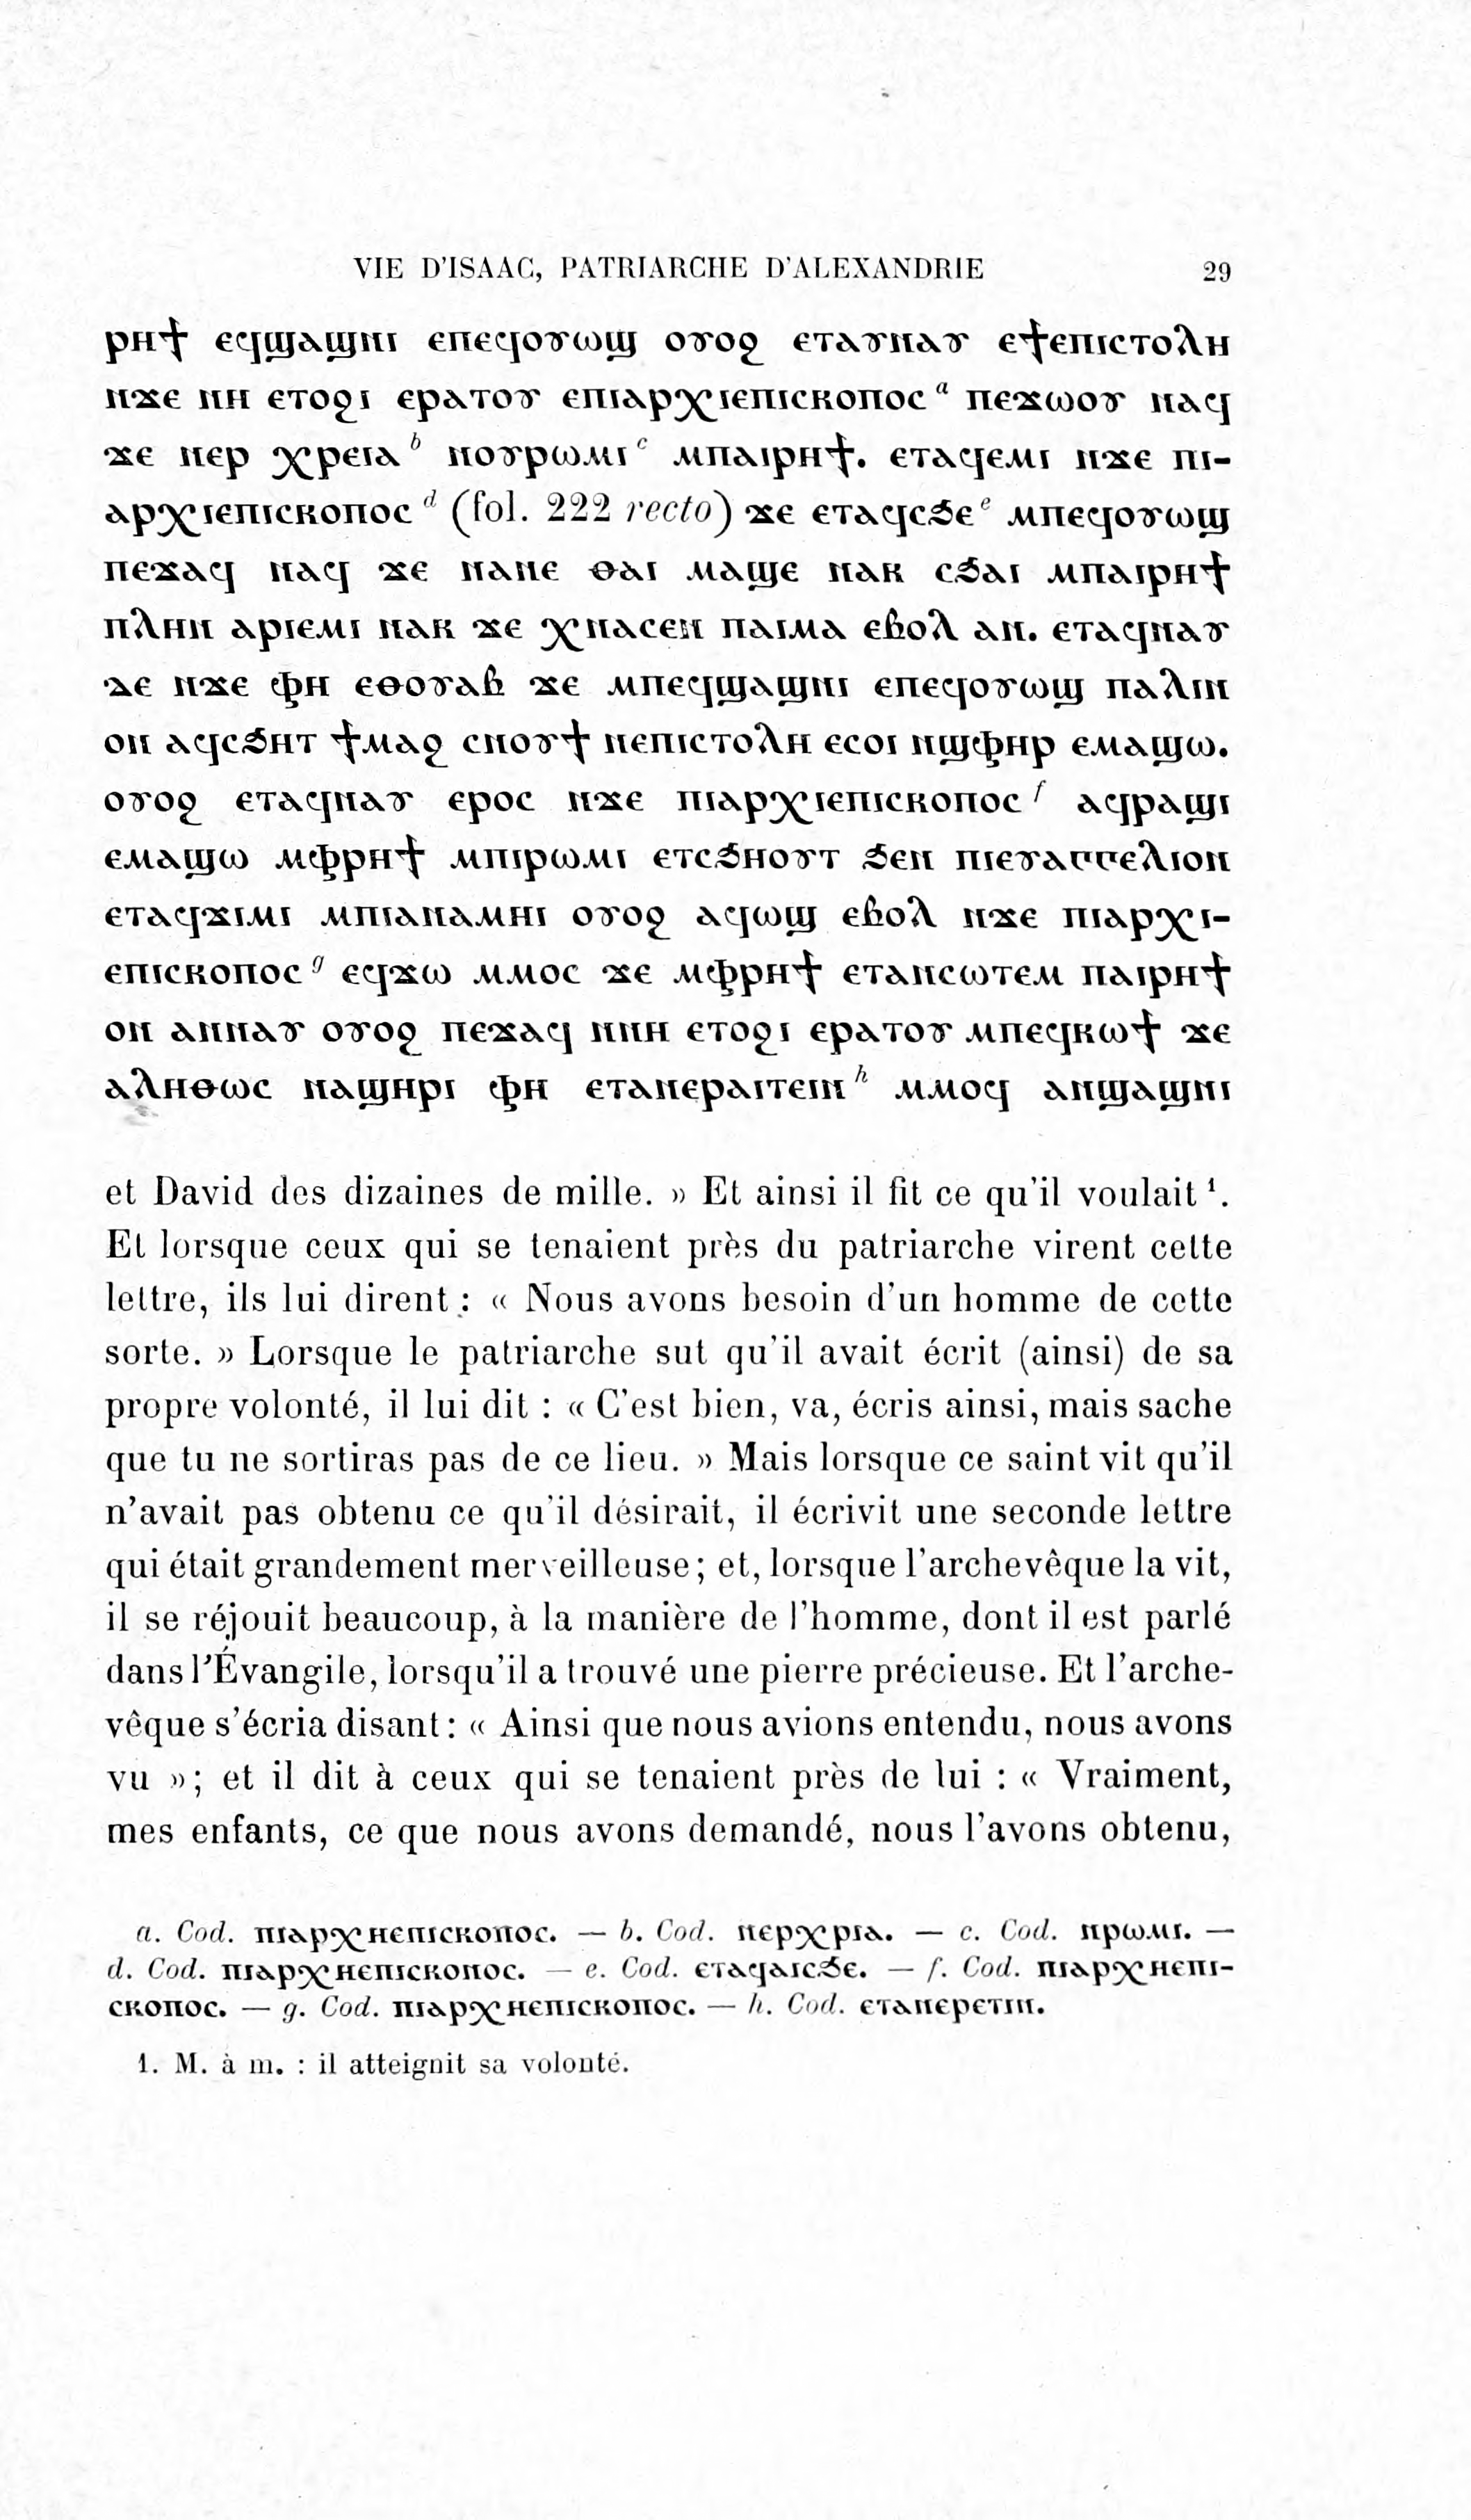 VIE D'ISAAC, PATRIARCHE D'ALEXANDRIE 29
ⲣⲏϯ ⲉϥϣⲁϣⲛⲓ ⲉⲡⲉϥⲟⲩⲱϣ ⲟⲩⲟϩ ⲉⲧⲁⲩⲛⲁⲩ ⲉϯⲉⲡⲓⲥⲧⲟⲗⲏ
ⲛϫⲉ ⲛⲏ ⲉⲧⲟϩⲓ ⲉⲣⲁⲧⲟⲩ ⲉⲡⲓⲁⲣⲭⲓⲉⲡⲓⲥⲕⲟⲡⲟⲥ a ⲡⲉϫⲱⲟⲩ ⲛⲁϥ
ϫⲉ ⲛⲉⲣ ⲭⲣⲉⲓⲁ b ⲛⲟⲩⲣⲱⲙⲓ c ⲙⲡⲁⲓⲣⲏϯ. ⲉⲧⲁϥⲉⲙⲓ ⲛϫⲉ ⲡⲓ-
ⲁⲣⲭⲓⲉⲡⲓⲥⲕⲟⲡⲟⲥ d (fol. 222 recto) ϫⲉ ⲉⲧⲁϥⲥϧⲉ e ⲙⲡⲉϥⲟⲩⲱϣ
ⲡⲉϫⲁϥ ⲛⲁϥ ϫⲉ ⲛⲁⲛⲉ ⲑⲁⲓ ⲙⲁϣⲉ ⲛⲁⲕ ⲥϧⲁⲓ ⲙⲡⲁⲓⲣⲏϯ
ⲡⲗⲏⲛ ⲁⲣⲓⲉⲙⲓ ⲛⲁⲕ ϫⲉ ⲭⲛⲁⲥⲉⲛ ⲡⲁⲓⲙⲁ ⲉⲃⲟⲗ ⲁⲛ. ⲉⲧⲁϥⲛⲁⲩ
ⲇⲉ ⲛϫⲉ ⲫⲏ ⲉⲑⲟⲩⲁⲃ ϫⲉ ⲙⲡⲉϥϣⲁϣⲛⲓ ⲉⲡⲉϥⲟⲩⲱϣ ⲡⲁⲗⲓⲛ
ⲟⲛ ⲁϥⲥϧⲏⲧ ϯⲙⲁϩ ⲥⲛⲟⲩϯ ⲛⲉⲡⲓⲥⲧⲟⲗⲏ ⲉⲥⲟⲓ ⲛϣⲫⲏⲣ ⲉⲙⲁϣⲱ.
ⲟⲩⲟϩ ⲉⲧⲁϥⲛⲁⲩ ⲉⲣⲟⲥ ⲛϫⲉ ⲡⲓⲁⲣⲭⲓⲉⲡⲓⲥⲕⲟⲡⲟⲥ f ⲁϥⲣⲁϣⲓ
ⲉⲙⲁϣⲱ ⲙⲫⲣⲏϯ ⲙⲡⲓⲣⲱⲙⲓ ⲉⲧⲥϧⲏⲟⲩⲧ ϧⲉⲛ ⲡⲓⲉⲩⲁⲅⲅⲉⲗⲓⲟⲛ
ⲉⲧⲁϥϫⲓⲙⲓ ⲙⲡⲓⲁⲛⲁⲙⲏⲓ ⲟⲩⲟϩ ⲁϥⲱϣ ⲉⲃⲟⲗ ⲛϫⲉ ⲡⲓⲁⲣⲭⲓ-
ⲉⲡⲓⲥⲕⲟⲡⲟⲥ g ⲉϥϫⲱ ⲙⲙⲟⲥ ϫⲉ ⲙⲫⲣⲏϯ ⲉⲧⲁⲛⲥⲱⲧⲉⲙ ⲡⲁⲓⲣⲏϯ
ⲟⲛ ⲁⲛⲛⲁⲩ ⲟⲩⲟϩ ⲡⲉϫⲁϥ ⲛⲛⲏ ⲉⲧⲟϩⲓ ⲉⲣⲁⲧⲟⲩ ⲙⲡⲉϥⲕⲱϯ ϫⲉ
ⲁⲗⲏⲑⲱⲥ ⲛⲁϣⲏⲣⲓ ⲫⲏ ⲉⲧⲁⲛⲉⲣⲁⲓⲧⲉⲓⲛ h ⲙⲙⲟϥ ⲁⲛϣⲁϣⲛⲓ
et David des dizaines de mille. » Et ainsi il fit ce qu'il voulait ¹.
Et lorsque ceux qui se tenaient près du patriarche virent cette
lettre, ils lui dirent : « Nous avons besoin d'un homme de cette
sorte. » Lorsque le patriarche sut qu'il avait écrit (ainsi) de sa
propre volonté, il lui dit : « C'est bien, va, écris ainsi, mais sache
que tu ne sortiras pas de ce lieu. » Mais lorsque ce saint vit qu'il
n'avait pas obtenu ce qu'il désirait, il écrivit une seconde lettre
qui était grandement merveilleuse; et, lorsque l'archevêque la vit,
il se réjouit beaucoup, à la manière de l'homme, dont il est parlé
dans l'Évangile, lorsqu'il a trouvé une pierre précieuse. Et l'arche-
vêque s'écria disant : « Ainsi que nous avions entendu, nous avons
vu »; et il dit à ceux qui se tenaient près de lui : « Vraiment,
mes enfants, ce que nous avons demandé, nous l'avons obtenu,
a. Cod. ⲡⲓⲁⲣⲭⲏⲉⲡⲓⲥⲕⲟⲡⲟⲥ. — b. Cod. ⲛⲉⲣⲭⲣⲓⲁ. — c. Cod. ⲛⲣⲱⲙⲓ. —
d. Cod. ⲡⲓⲁⲣⲭⲏⲉⲡⲓⲥⲕⲟⲡⲟⲥ. — e. Cod. ⲉⲧⲁϥⲁⲓⲥϧⲉ. — f. Cod. ⲡⲓⲁⲣⲭⲏⲉⲡⲓ-
ⲥⲕⲟⲡⲟⲥ. — g. Cod. ⲡⲓⲁⲣⲭⲏⲉⲡⲓⲥⲕⲟⲡⲟⲥ. — h. Cod. ⲉⲧⲁⲛⲉⲣⲉⲧⲓⲛ.
1. M. à m. : il atteignit sa volonté.